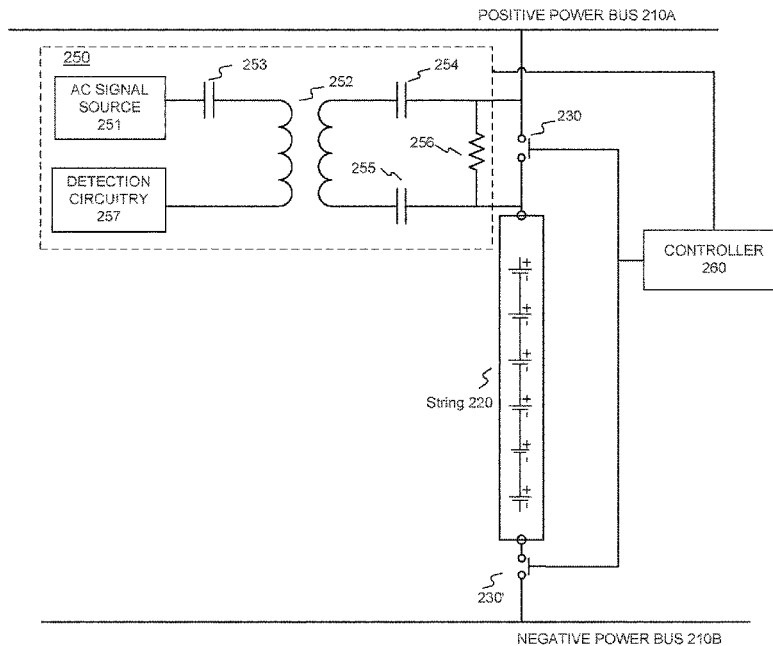 POSITIVE POWER BUS 210A
250
253
252
254
AC SIGNAL
SOURCE
251
230
256
255
DETECTION
CIRCUITRY
257
CONTROLLER
260
+
-
+
-
+
-
String 220
+
-
+
-
+
-
230'
NEGATIVE POWER BUS 210B